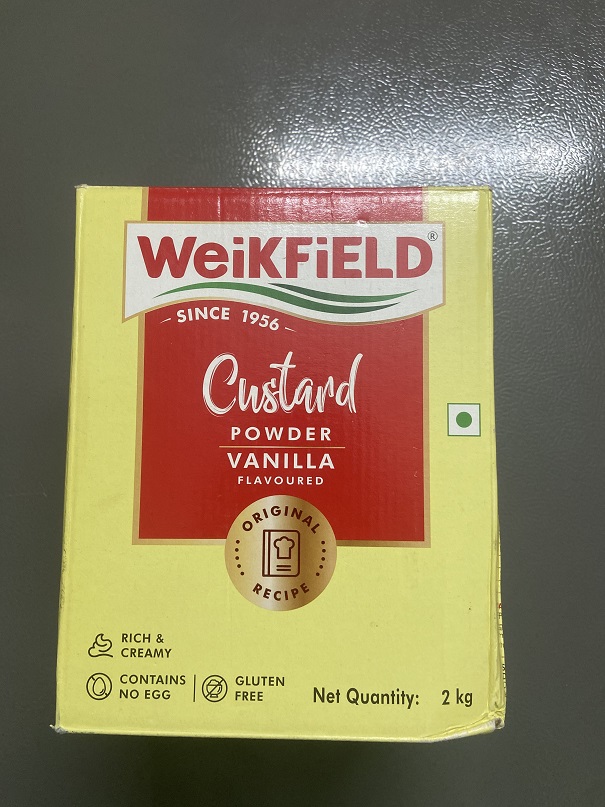 WeiKFiELD®
SINCE 1956
Custard
POWDER
VANILLA
FLAVOURED
ORIGINAL
RECIPE
RICH &
CREAMY
CONTAINS
NO EGG
GLUTEN
FREE
Net Quantity: 2 kg